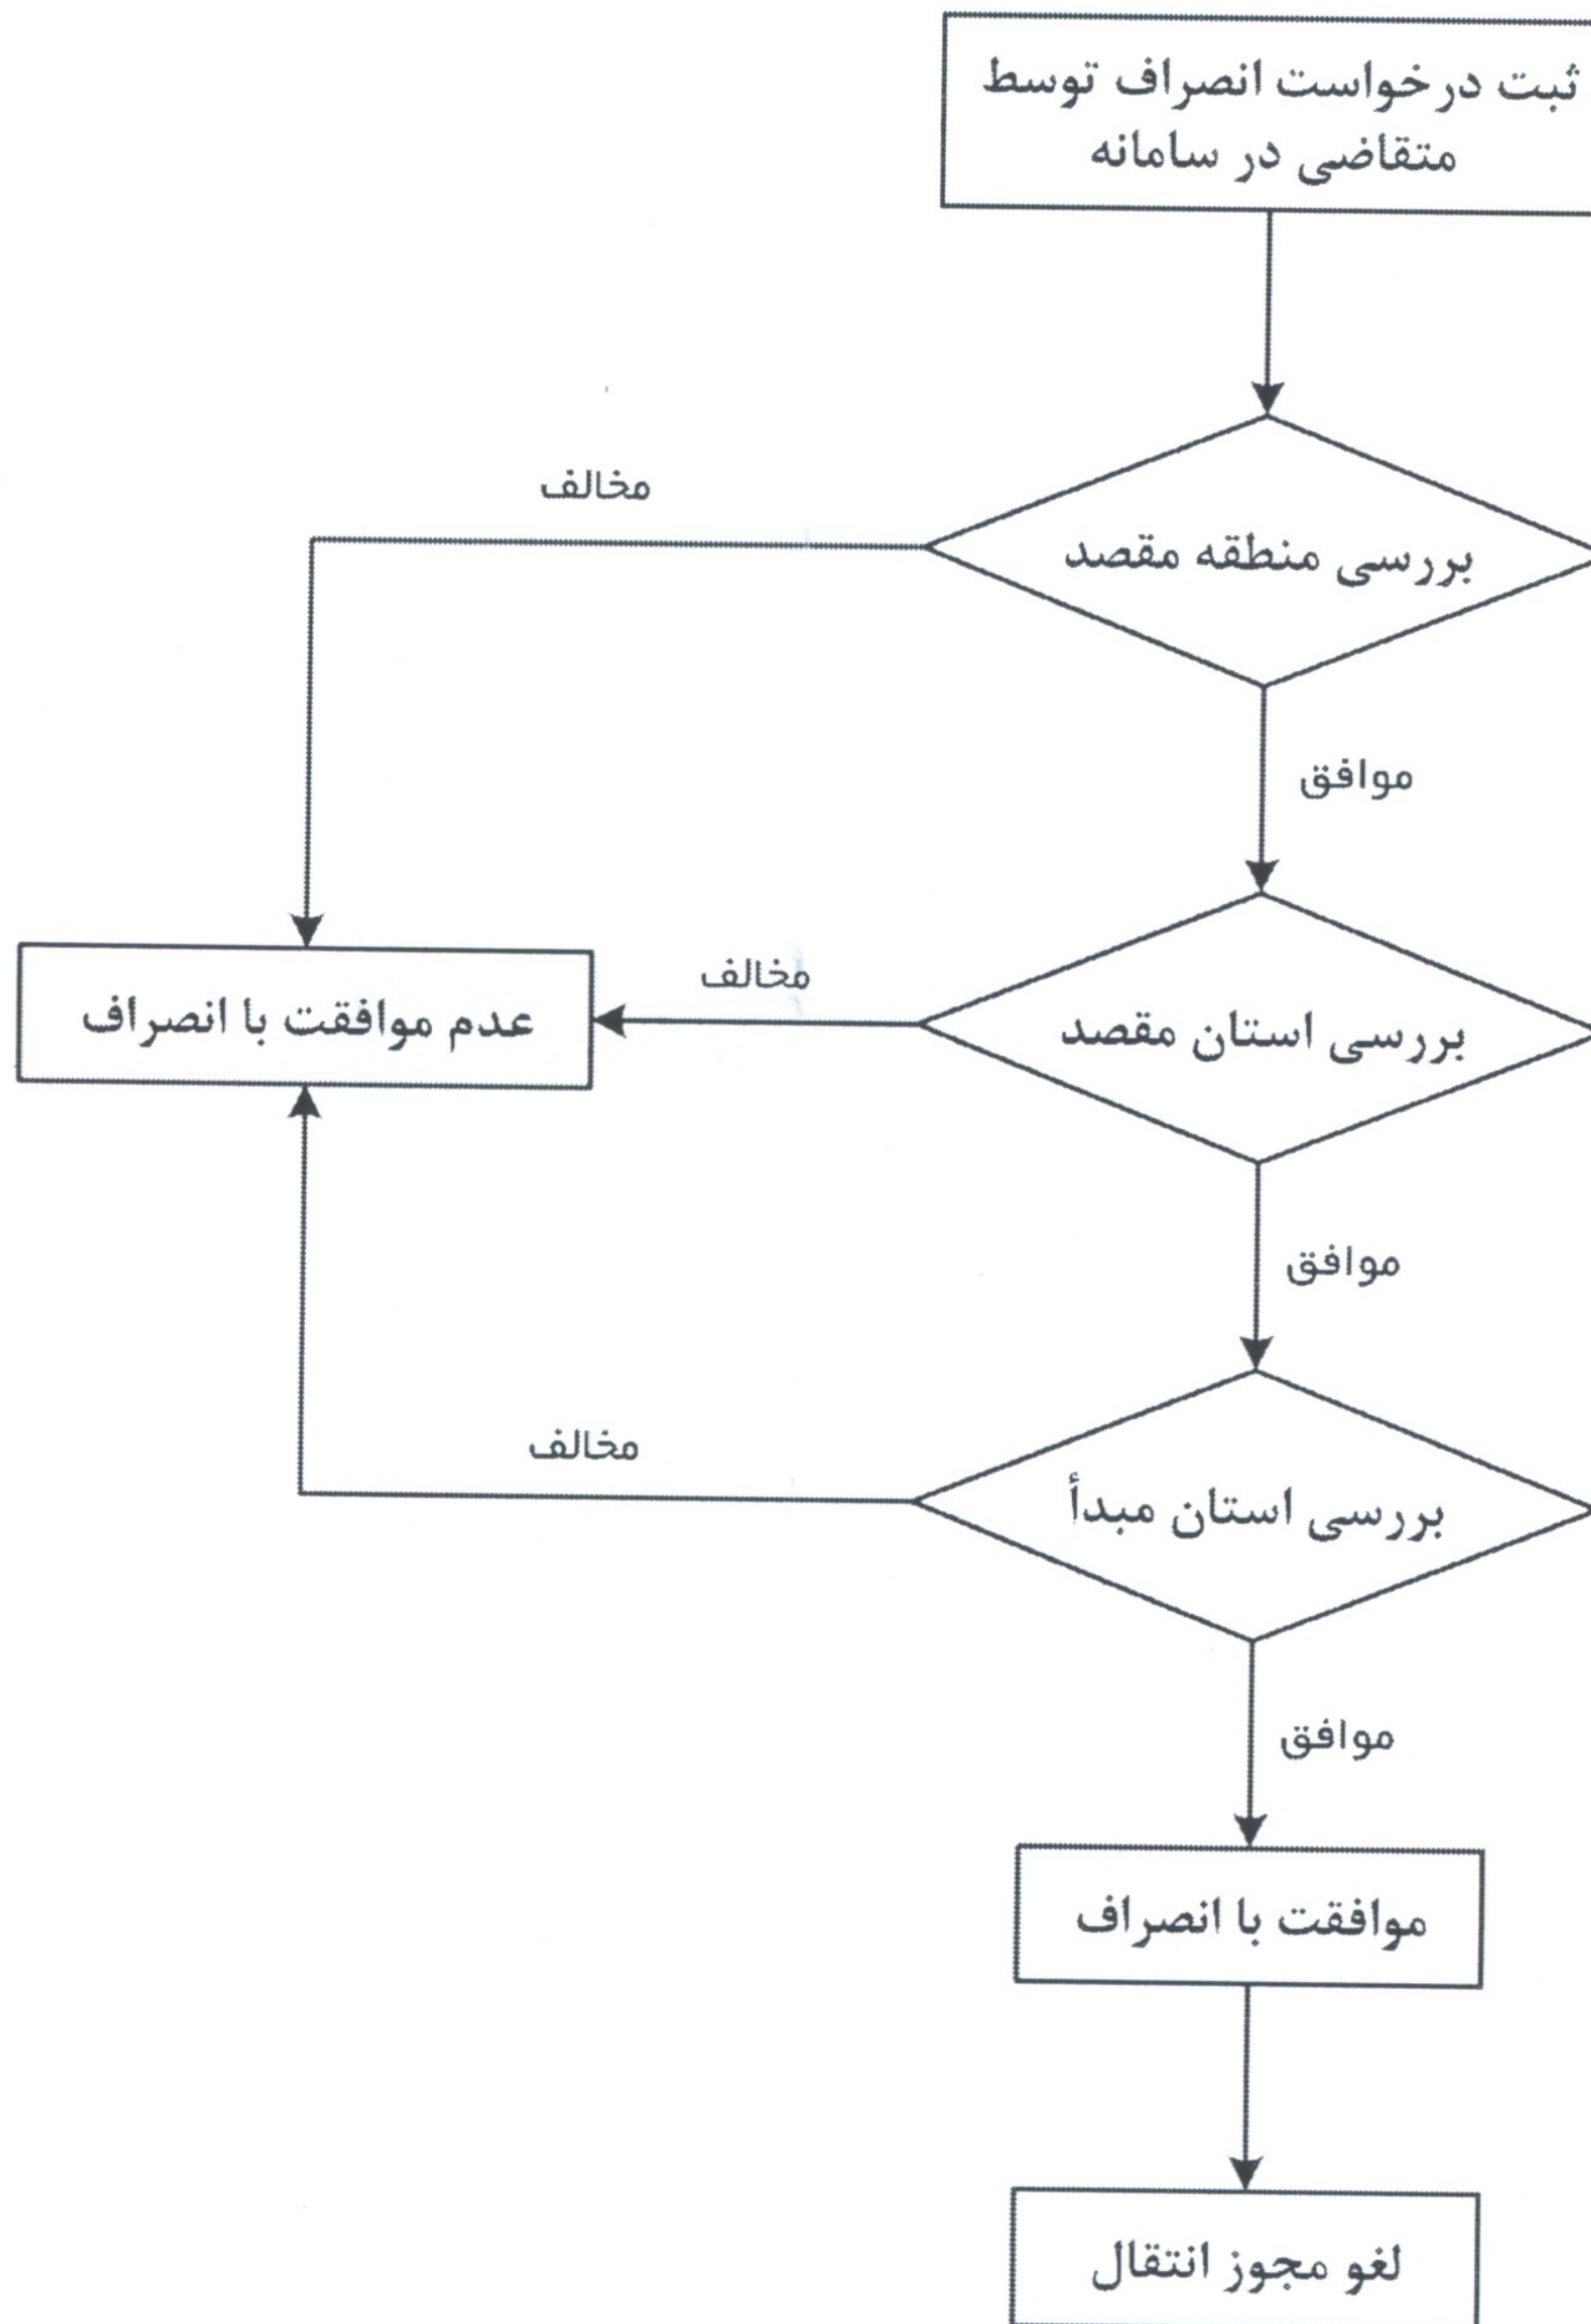 ثبت درخواست انصراف توسط
متقاضی در سامانه
مخالف
بررسی منطقه مقصد
موافق
مخالف
عدم موافقت با انصراف
بررسی استان مقصد
موافق
مخالف
بررسی استان مبدأ
موافق
موافقت با انصراف
لغو مجوز انتقال